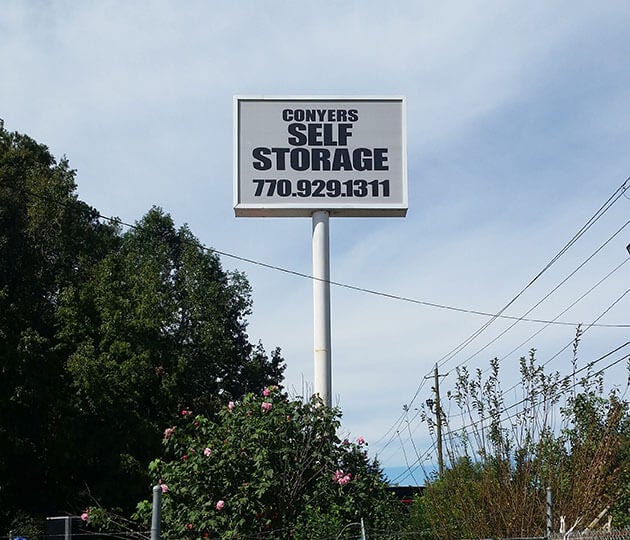 CONYERS
SELF
STORAGE
770.929.1311